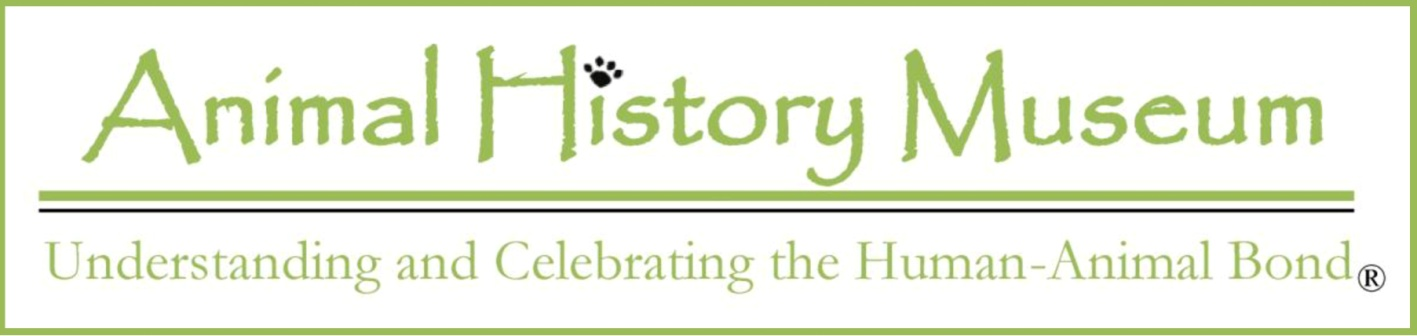 Animal History Museum
Understanding and Celebrating the Human-Animal Bond®